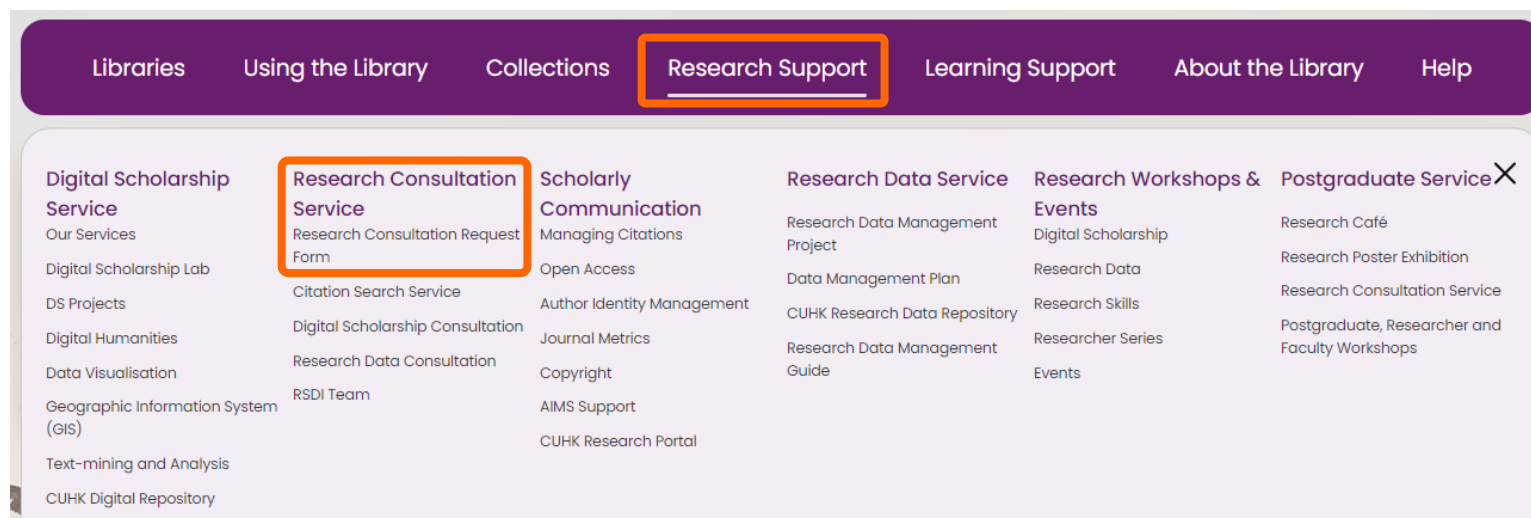 Libraries
Using the Library
Collections
Research Support
Learning Support
About the Library
Help
Digital Scholarship
Service
Our Services
Digital Scholarship Lab
DS Projects
Digital Humanities
Data Visualisation
Geographic Information System
(GIS)
Text-mining and Analysis
CUHK Digital Repository
Research Consultation
Service
Research Consultation Request
Form
Citation Search Service
Digital Scholarship Consultation
Research Data Consultation
RSDI Team
Scholarly
Communication
Managing Citations
Open Access
Author Identity Management
Journal Metrics
Copyright
AIMS Support
CUHK Research Portal
Research Data Service
Research Data Management
Project
Data Management Plan
CUHK Research Data Repository
Research Data Management
Guide
Research Workshops &
Events
Digital Scholarship
Research Data
Research Skills
Researcher Series
Events
Postgraduate Service
Research Café
Research Poster Exhibition
Research Consultation Service
Postgraduate, Researcher and
Faculty Workshops